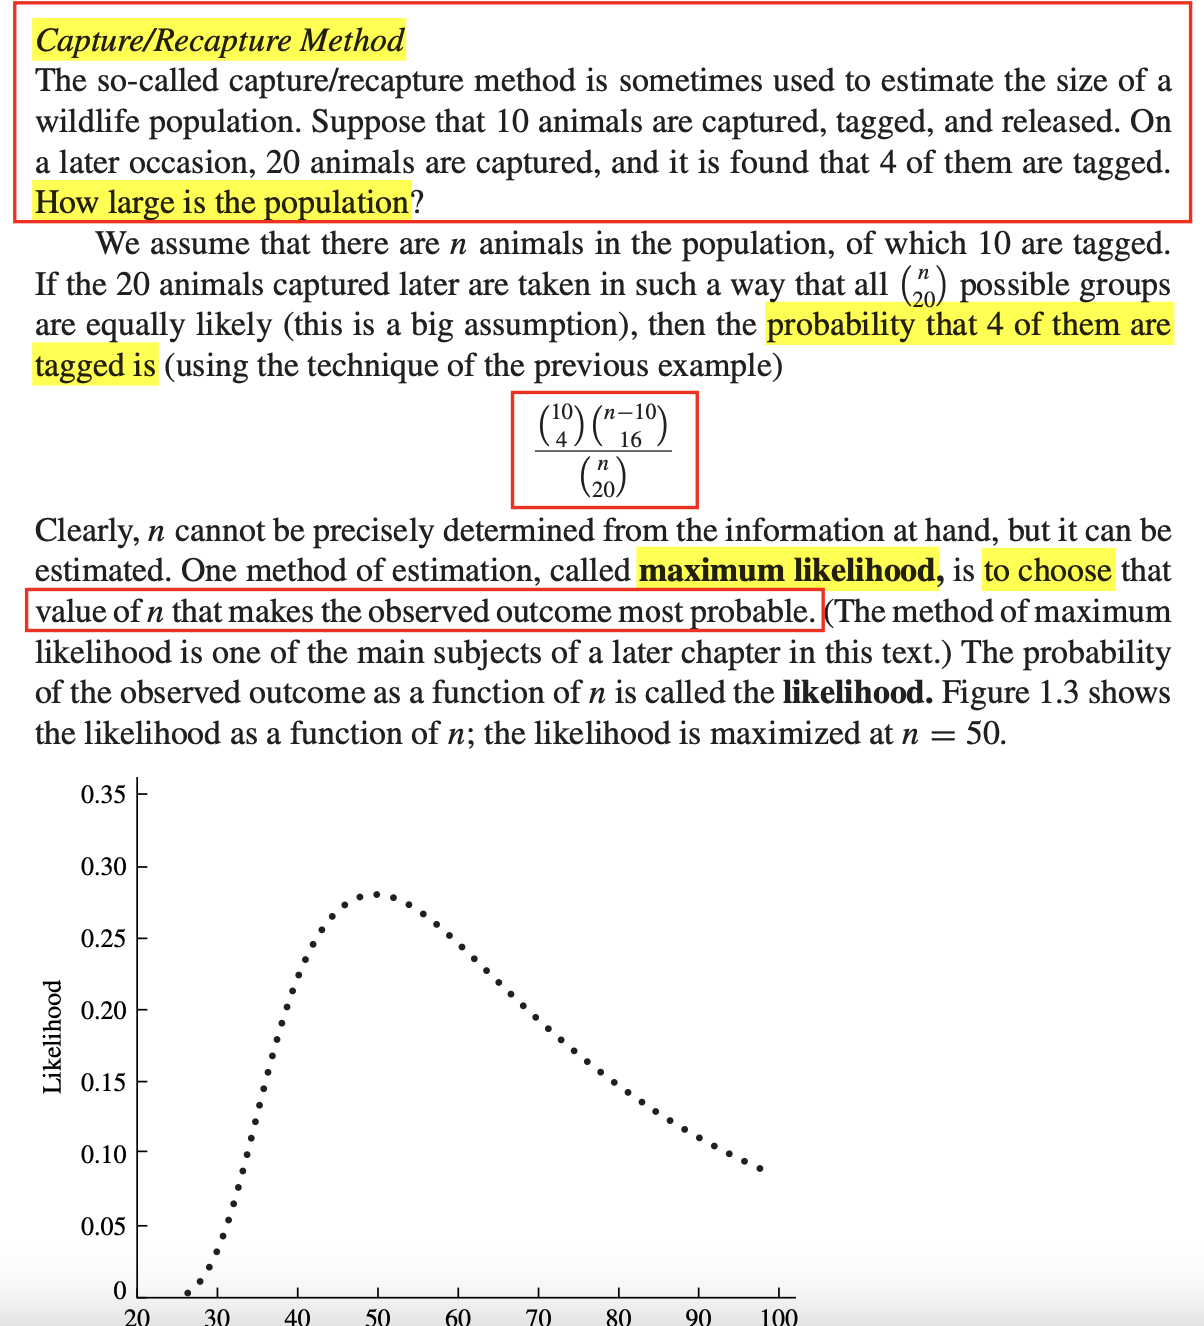 Capture/Recapture Method
The so-called capture/recapture method is sometimes used to estimate the size of a
wildlife population. Suppose that 10 animals are captured, tagged, and released. On
a later occasion, 20 animals are captured, and it is found that 4 of them are tagged.
How large is the population?
We assume that there are n animals in the population, of which 10 are tagged.
If the 20 animals captured later are taken in such a way that all (n 20) possible groups
are equally likely (this is a big assumption), then the probability that 4 of them are
tagged is (using the technique of the previous example)
(10 4)(n−10 16)
(n 20)
Clearly, n cannot be precisely determined from the information at hand, but it can be
estimated. One method of estimation, called maximum likelihood, is to choose that
value of n that makes the observed outcome most probable. (The method of maximum
likelihood is one of the main subjects of a later chapter in this text.) The probability
of the observed outcome as a function of n is called the likelihood. Figure 1.3 shows
the likelihood as a function of n; the likelihood is maximized at n = 50.
0.35
0.30
0.25
0.20
Likelihood
0.15
0.10
0.05
0
20 30 40 50 60 70 80 90 100